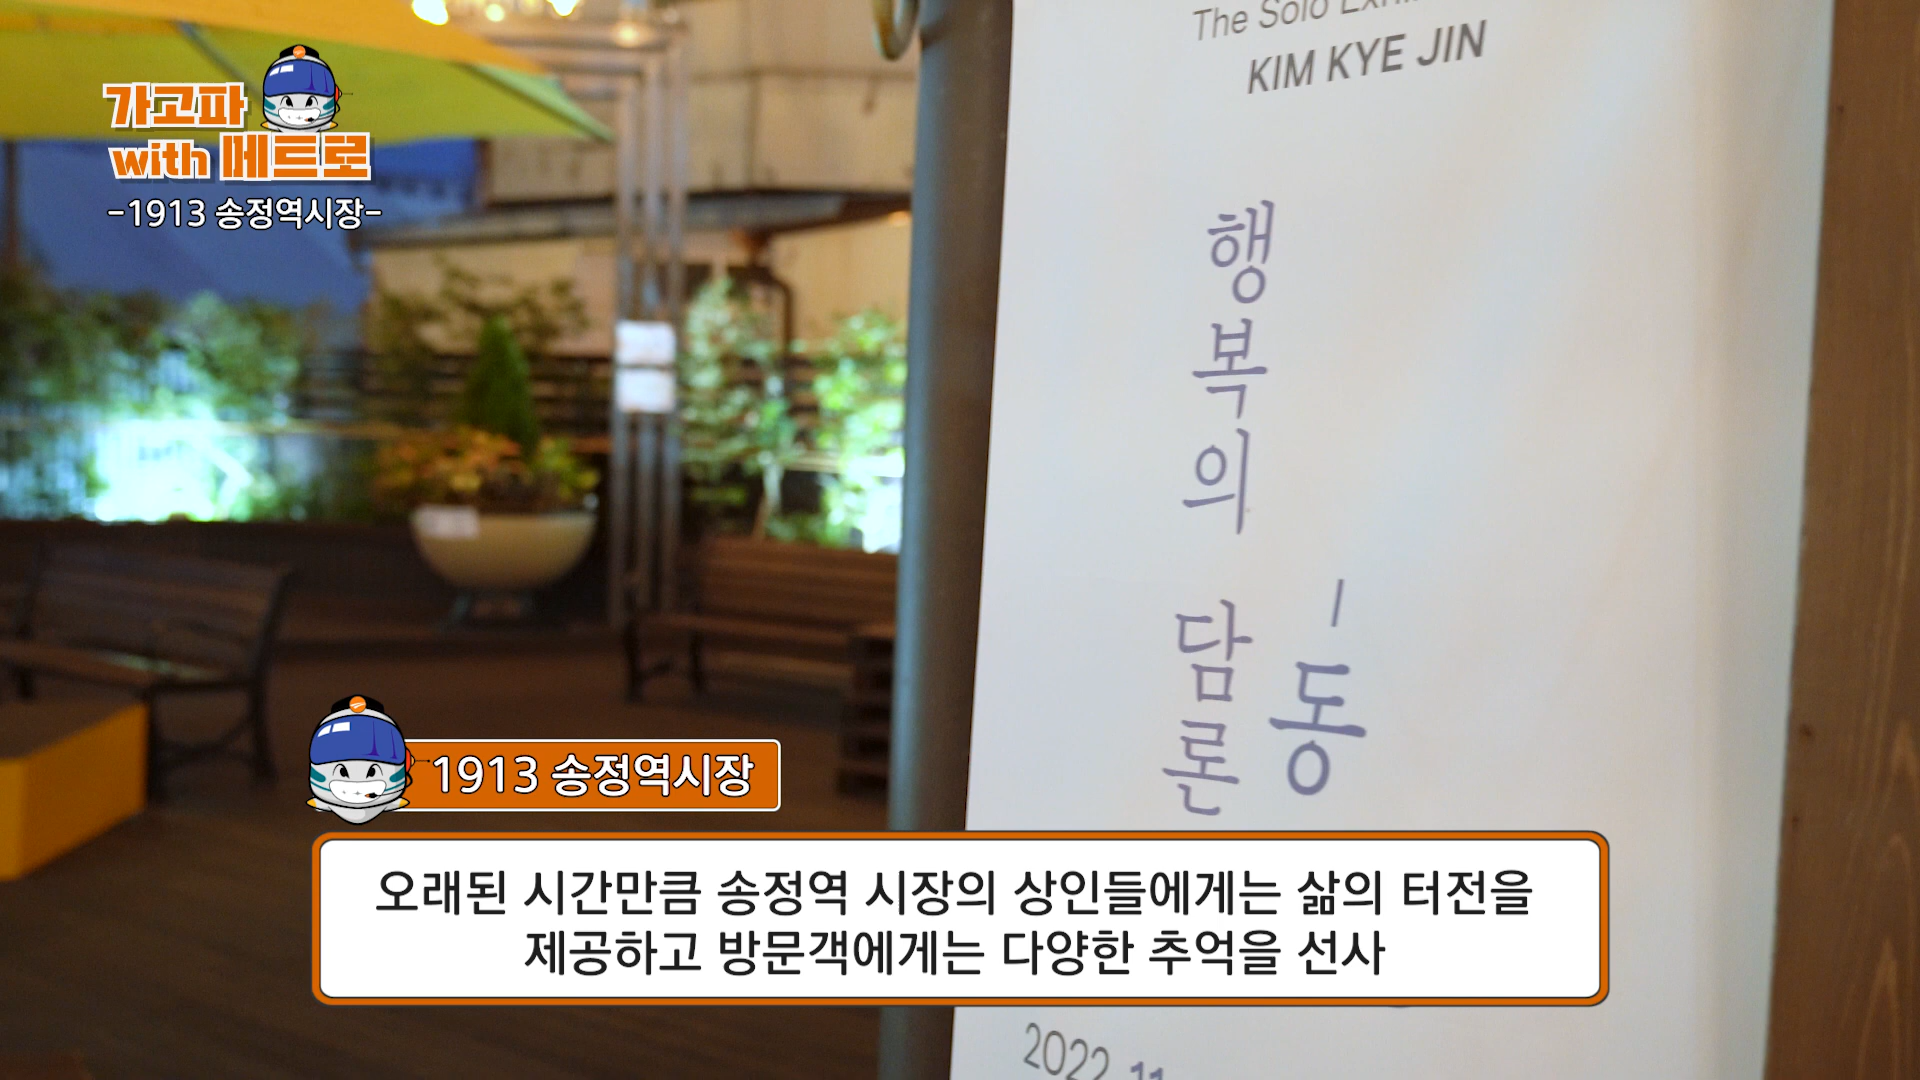 가고파
with 메트로
-1913 송정역시장-
The Solo
KIM KYE JIN
행복의 담론
- 동
1913 송정역시장
오래된 시간만큼 송정역 시장의 상인들에게는 삶의 터전을
제공하고 방문객에게는 다양한 추억을 선사
2022 11